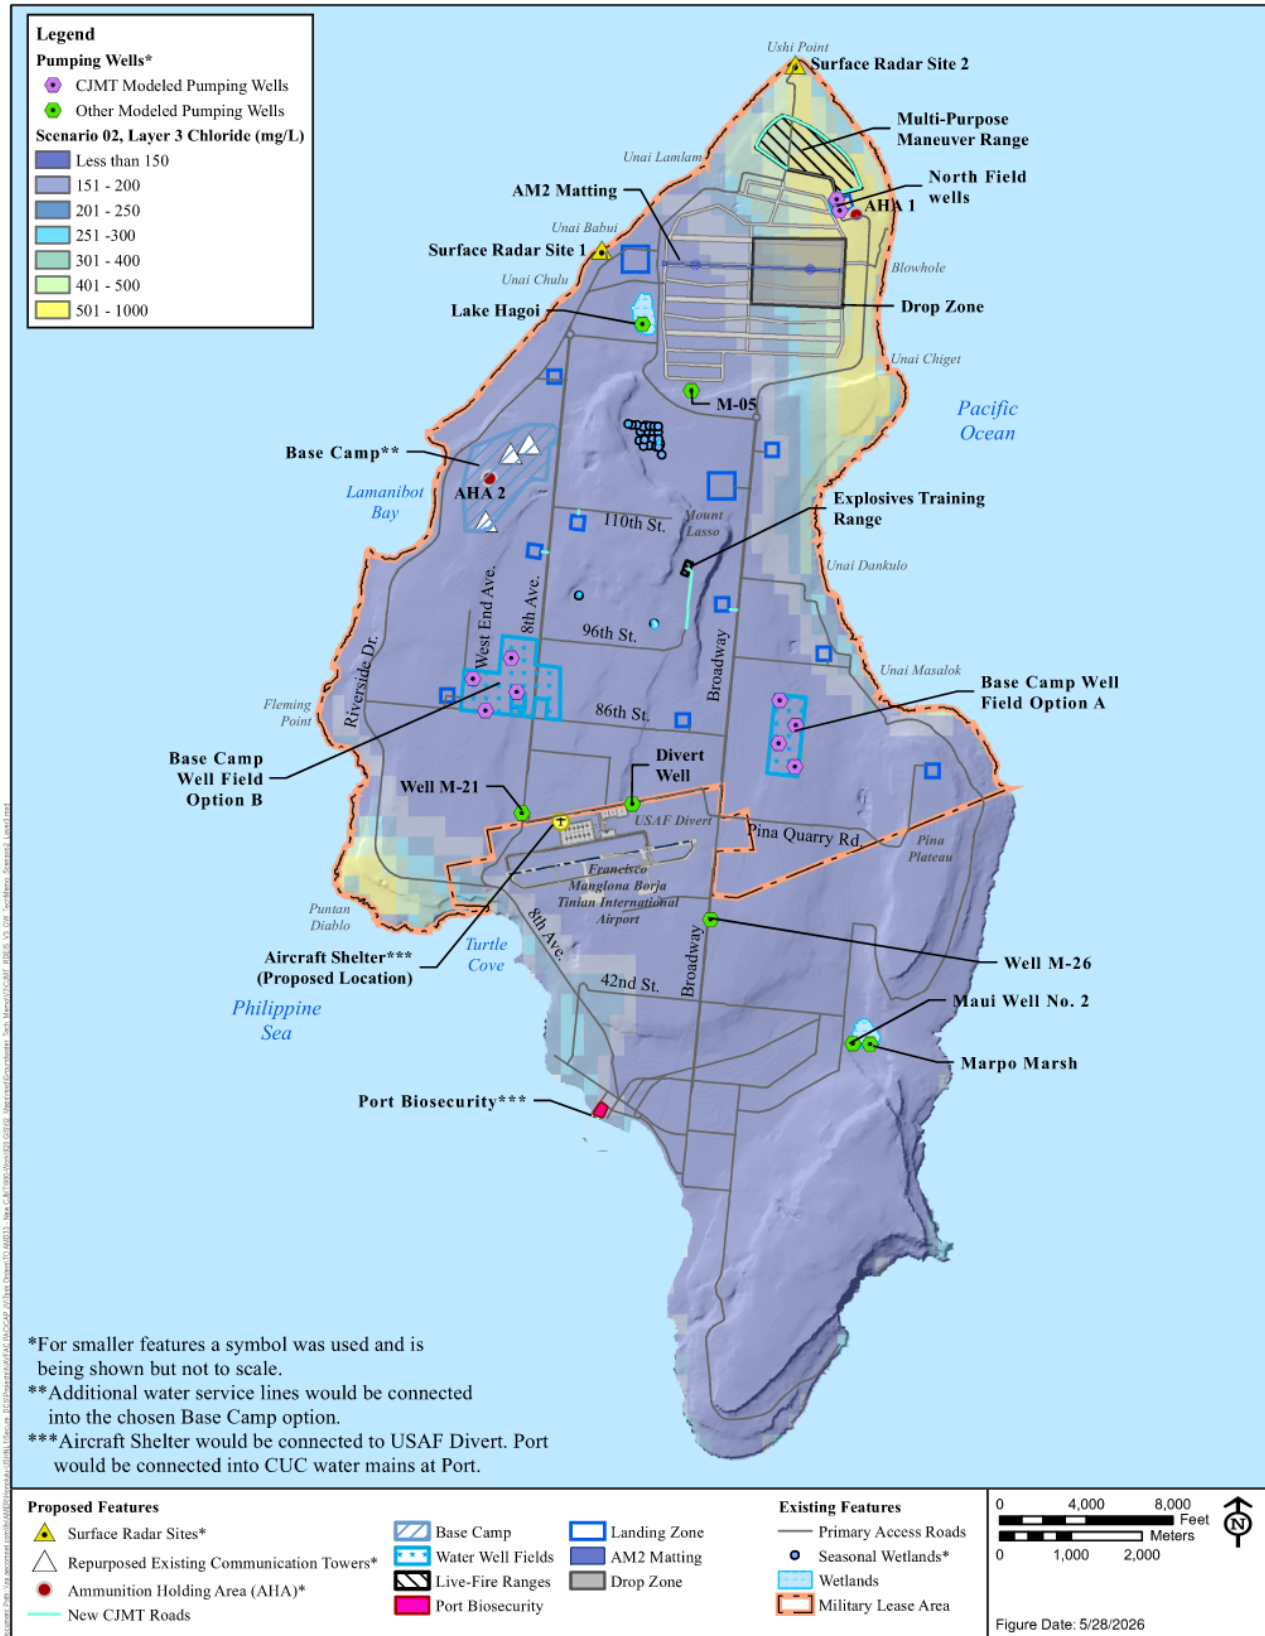 Legend
Pumping Wells*
CJMT Modeled Pumping Wells
Other Modeled Pumping Wells
Scenario 02, Layer 3 Chloride (mg/L)
Less than 150
151 - 200
201 - 250
251 -300
301 - 400
401 - 500
501 - 1000
Ushi Point
Surface Radar Site 2
Multi-Purpose
Maneuver Range
Unai Lamlam
North Field
wells
AM2 Matting
AHA 1
Unai Babui
Surface Radar Site 1
Blowhole
Unai Chulu
Lake Hagoi
Drop Zone
Unai Chiget
M-05
Pacific
Ocean
Base Camp**
AHA 2
Lamanibot
Bay
Explosives Training
Range
Mount
Lasso
110th St.
Unai Dankulo
West End Ave.
8th Ave.
96th St.
Broadway
Riverside Dr.
Unai Masalok
Base Camp Well
Field Option A
Fleming
Point
86th St.
Base Camp
Well Field
Option B
Divert
Well
Well M-21
USAF Divert
Pina Quarry Rd.
Pina
Plateau
Francisco
Manglona Borja
Tinian International
Airport
Puntan
Diablo
8th Ave.
Turtle
Cove
Aircraft Shelter***
(Proposed Location)
Broadway
Well M-26
42nd St.
Philippine
Sea
Maui Well No. 2
Marpo Marsh
Port Biosecurity***
*For smaller features a symbol was used and is
being shown but not to scale.
**Additional water service lines would be connected
into the chosen Base Camp option.
***Aircraft Shelter would be connected to USAF Divert. Port
would be connected into CUC water mains at Port.
Proposed Features
Surface Radar Sites*
Repurposed Existing Communication Towers*
Ammunition Holding Area (AHA)*
New CJMT Roads
Base Camp
Water Well Fields
Live-Fire Ranges
Port Biosecurity
Landing Zone
AM2 Matting
Drop Zone
Existing Features
Primary Access Roads
Seasonal Wetlands*
Wetlands
Military Lease Area
0 4,000 8,000
Feet
Meters
0 1,000 2,000
N
Figure Date: 5/28/2026